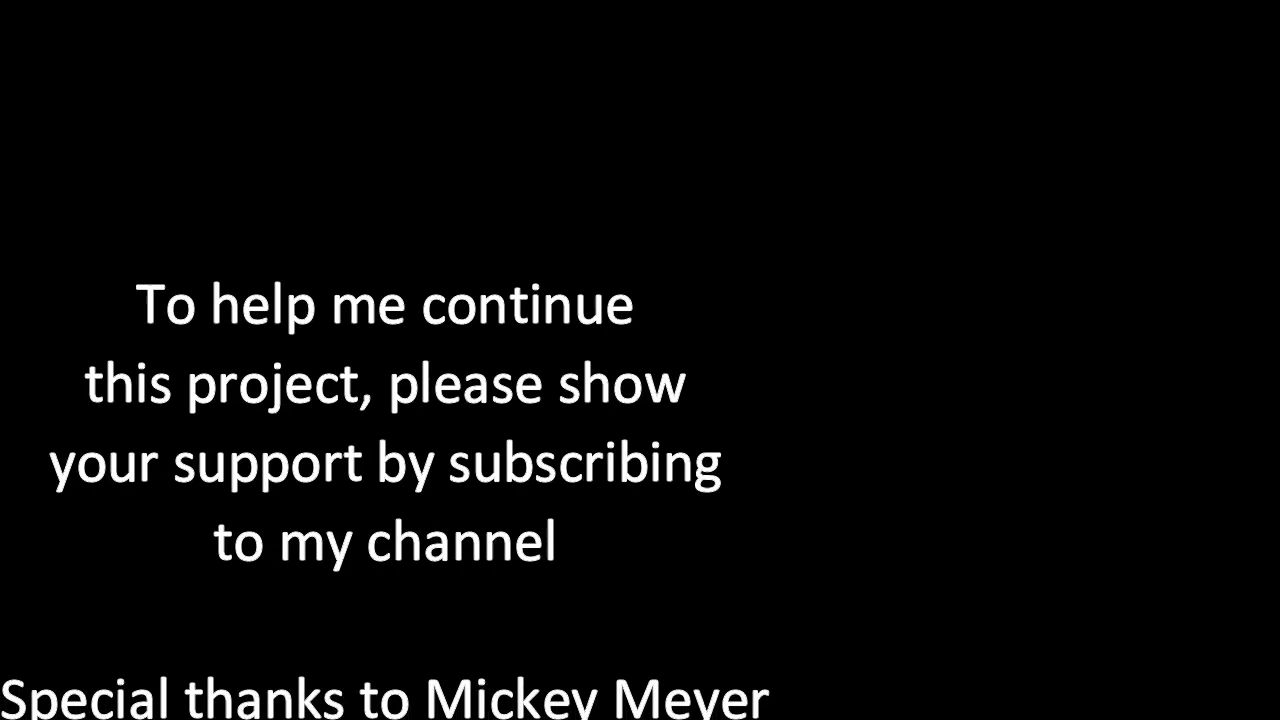 To help me continue
this project, please show
your support by subscribing
to my channel
Special thanks to Mickey Meyer